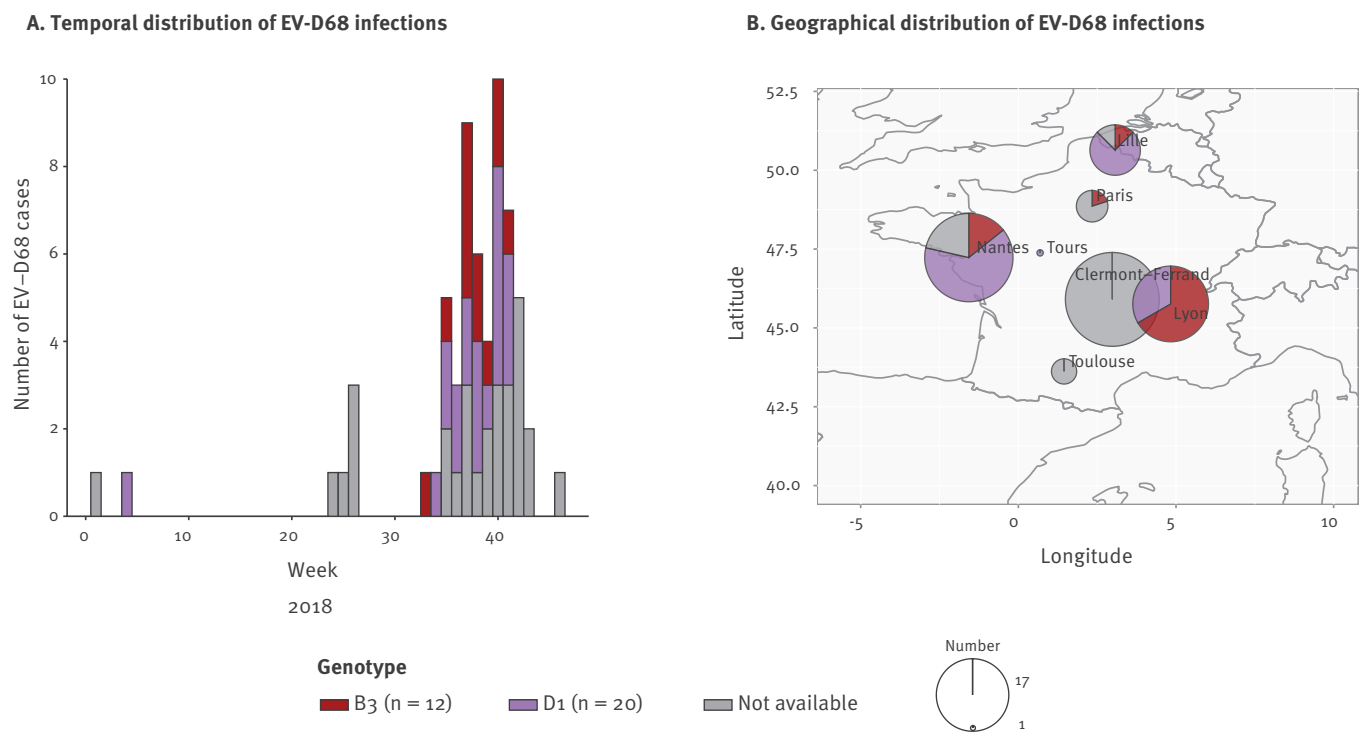 A. Temporal distribution of EV-D68 infections
10
8
6
4
2
0
Number of EV–D68 cases
0 10 20 30 40
Week
2018
B. Geographical distribution of EV-D68 infections
52.5
50.0
47.5
45.0
42.5
40.0
Latitude
Lille
Paris
Nantes Tours
Clermont–Ferrand
Lyon
Toulouse
-5 0 5 10
Longitude
Genotype
B3 (n = 12) D1 (n = 20) Not available
Number
17
1